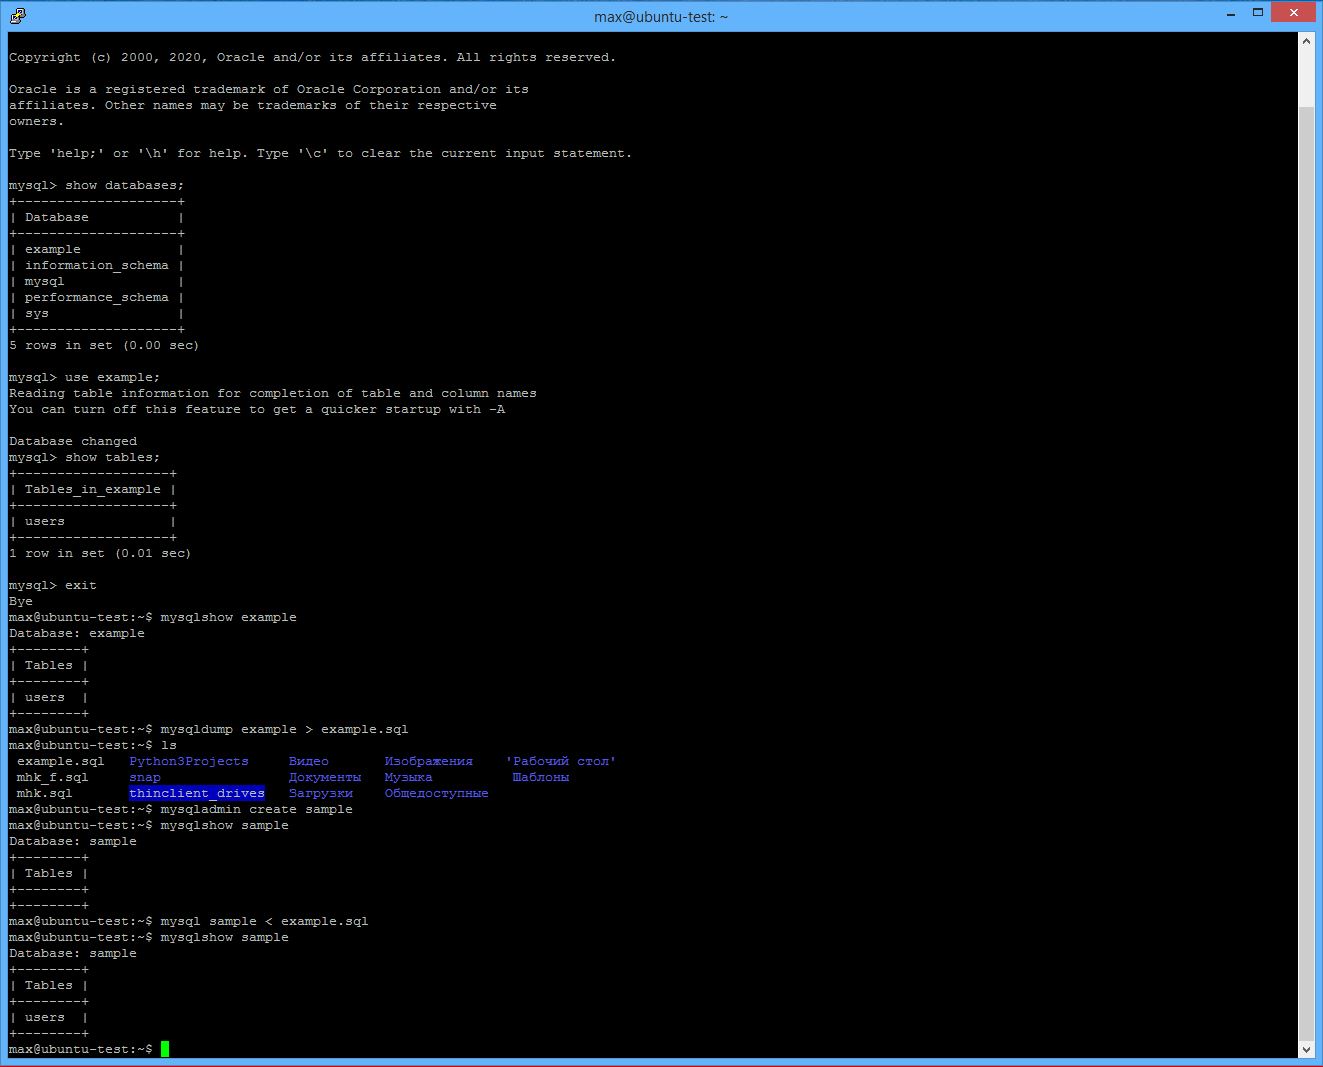 max@ubuntu-test: ~
Copyright (c) 2000, 2020, Oracle and/or its affiliates. All rights reserved.
Oracle is a registered trademark of Oracle Corporation and/or its
affiliates. Other names may be trademarks of their respective
owners.
Type 'help;' or '\h' for help. Type '\c' to clear the current input statement.
mysql> show databases;
+--------------------+
| Database           |
+--------------------+
| example            |
| information_schema |
| mysql              |
| performance_schema |
| sys                |
+--------------------+
5 rows in set (0.00 sec)
mysql> use example;
Reading table information for completion of table and column names
You can turn off this feature to get a quicker startup with -A
Database changed
mysql> show tables;
+-------------------+
| Tables_in_example |
+-------------------+
| users             |
+-------------------+
1 row in set (0.01 sec)
mysql> exit
Bye
max@ubuntu-test:~$ mysqlshow example
Database: example
+--------+
| Tables |
+--------+
| users  |
+--------+
max@ubuntu-test:~$ mysqldump example > example.sql
max@ubuntu-test:~$ ls
example.sql   Python3Projects     Видео       Изображения    'Рабочий стол'
mhk_f.sql     snap                Документы   Музыка          Шаблоны
mhk.sql       thinclient_drives   Загрузки    Общедоступные
max@ubuntu-test:~$ mysqladmin create sample
max@ubuntu-test:~$ mysqlshow sample
Database: sample
+--------+
| Tables |
+--------+
+--------+
max@ubuntu-test:~$ mysql sample < example.sql
max@ubuntu-test:~$ mysqlshow sample
Database: sample
+--------+
| Tables |
+--------+
| users  |
+--------+
max@ubuntu-test:~$